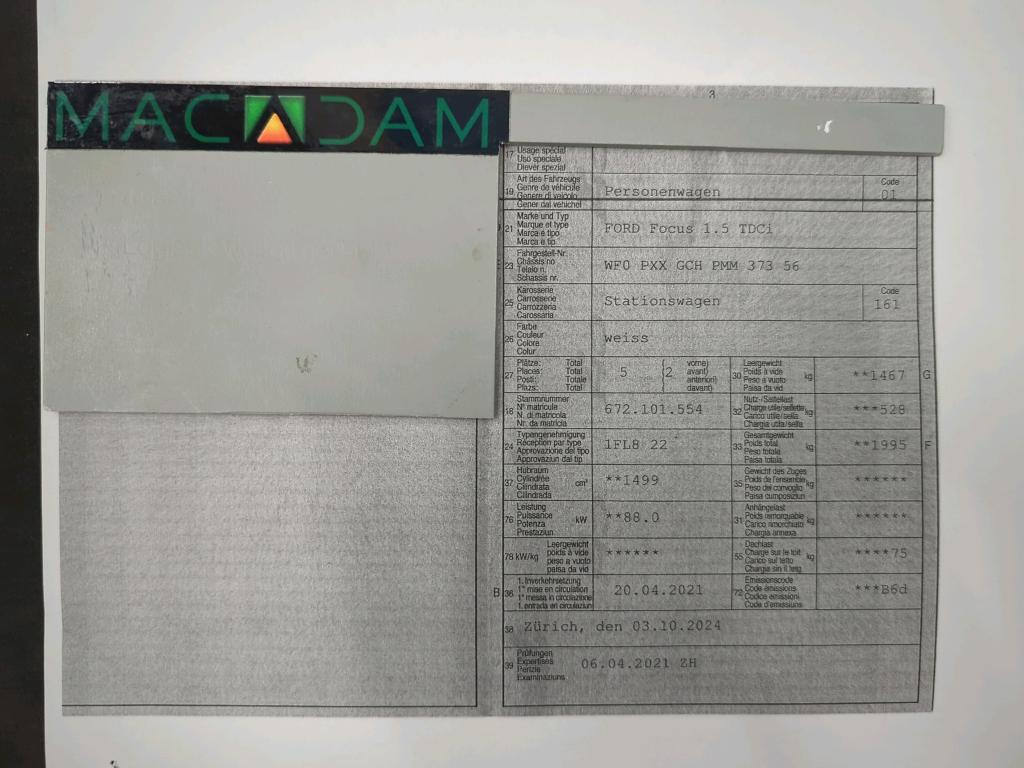 MACADAM
3
17 Usage spécial
Uso speciale
Diever spezial
19 Art des Fahrzeugs
Genre de véhicule
Genere di veicolo
Gener dal vehichel
Personenwagen
Code
01
21 Marke und Typ
Marque et type
Marca e tipo
Marca e tip
FORD Focus 1.5 TDCi
23 Fahrgestell-Nr.
Châssis no
Telaio n.
Schassis nr.
WF0 PXX GCH PMM 373 56
25 Karosserie
Carrosserie
Carrozzeria
Carossaria
Stationswagen
Code
161
26 Farbe
Couleur
Colore
Colur
weiss
27 Plätze: Total
Places: Total
Posti: Totale
Plazs: Total
5 (2 vorne)
avant)
anteriori)
davant)
30 Leergewicht
Poids à vide
Peso a vuoto
Paisa da vid
kg
**1467 G
18 Stammnummer
N° matricule
N. di matricola
Nr. da matricla
672.101.554
32 Nutz-/Sattellast
Charge utile/sellette
Carico utile/sella
Chargia utila/sella
kg
***528
24 Typengenehmigung
Réception par type
Approvazione del tipo
Approvaziun dal tip
1FL8 22
33 Gesamtgewicht
Poids total
Peso totale
Paisa totala
kg
**1995 F
37 Hubraum
Cylindrée
Cilindrata
Cilindrada
cm³
**1499
35 Gewicht des Zuges
Poids de l'ensemble
Peso del convoglio
Paisa cumposiziun
kg
******
76 Leistung
Puissance
Potenza
Prestaziun
kW
**88.0
31 Anhängelast
Poids remorquable
Carico rimorchiato
Chargia annexa
kg
******
78 kW/kg Leergewicht
poids à vide
peso a vuoto
paisa da vid
******
55 Dachlast
Charge sur le toit
Carico sul tetto
Chargia sin il tetg
kg
****75
B 36 1. Inverkehrsetzung
1re mise en circulation
1a messa in circolazione
1. entrada en circulaziun
20.04.2021
72 Emissionscode
Code émissions
Codice emissioni
Code d'emissiuns
***B6d
38 Zürich, den 03.10.2024
39 Prüfungen
Expertises
Perizie
Examinaziuns
06.04.2021 ZH